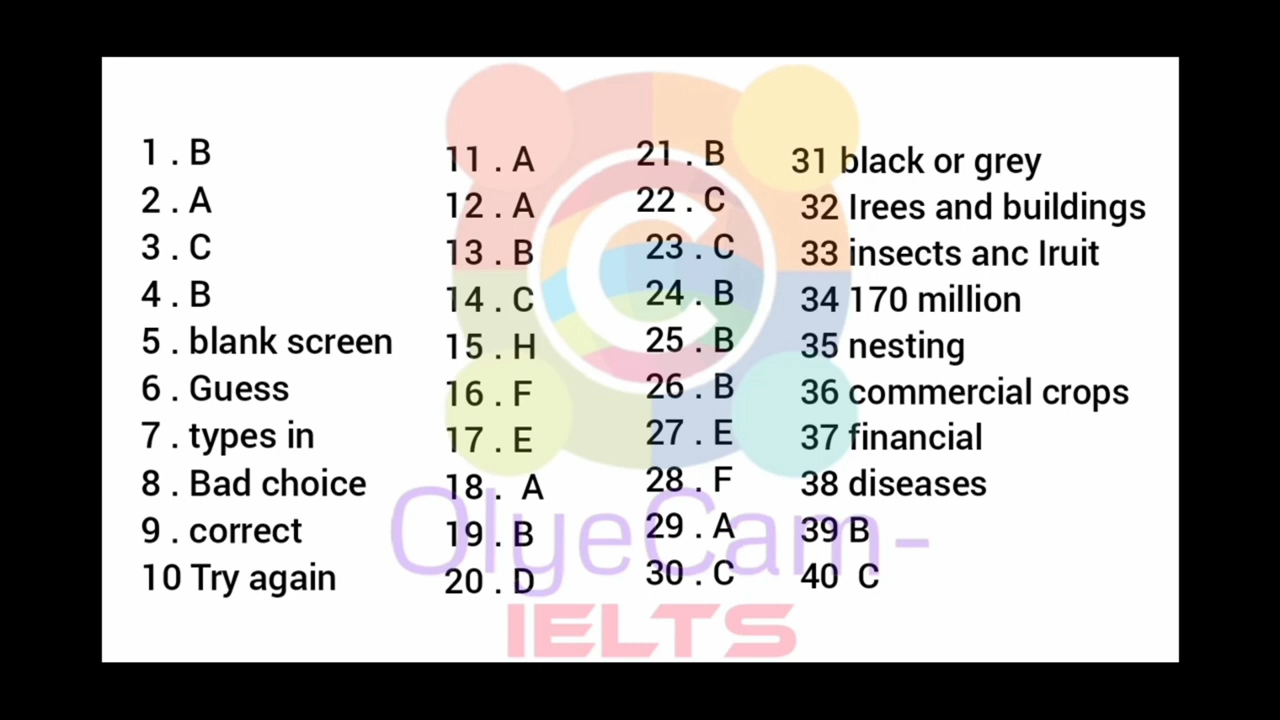 1 . B
2 . A
3 . C
4 . B
5 . blank screen
6 . Guess
7 . types in
8 . Bad choice
9 . correct
10 Try again
11 . A
12 . A
13 . B
14 . C
15 . H
16 . F
17 . E
18 . A
19 . B
20 . D
21 . B
22 . C
23 . C
24 . B
25 . B
26 . B
27 . E
28 . F
29 . A
30 . C
31 black or grey
32 Irees and buildings
33 insects anc Iruit
34 170 million
35 nesting
36 commercial crops
37 financial
38 diseases
39 B
40 C
OlyeCam-
IELTS